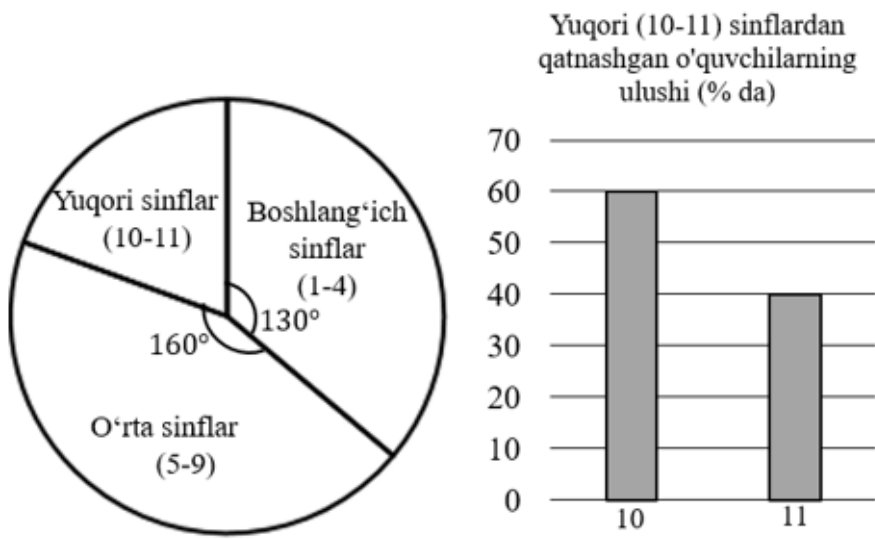 Yuqori sinflar
(10-11)
Boshlang‘ich
sinflar
(1-4)
130°
160°
O‘rta sinflar
(5-9)
Yuqori (10-11) sinflardan
qatnashgan o'quvchilarning
ulushi (% da)
70
60
50
40
30
20
10
0
10 11